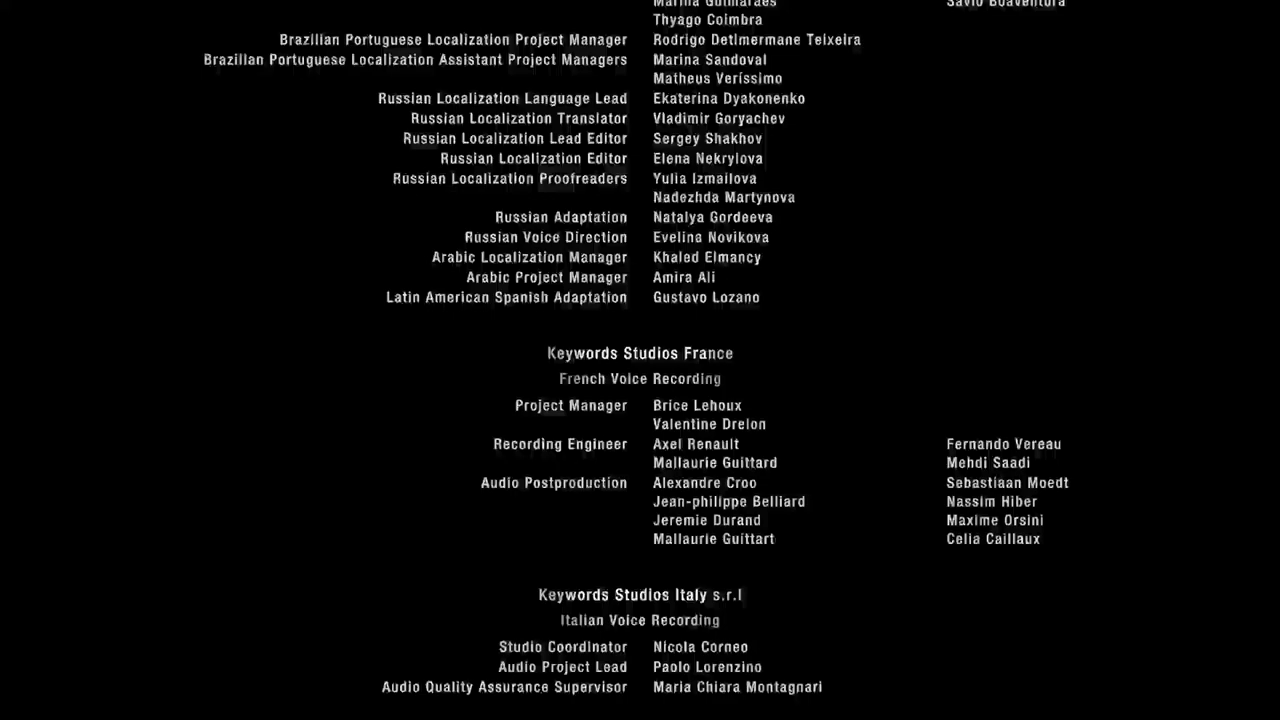 Marina Guimarães Savio Boaventura
Thyago Coimbra
Brazilian Portuguese Localization Project Manager Rodrigo Detlmermane Teixeira
Brazilian Portuguese Localization Assistant Project Managers Marina Sandoval
Matheus Veríssimo
Russian Localization Language Lead Ekaterina Dyakonenko
Russian Localization Translator Vladimir Goryachev
Russian Localization Lead Editor Sergey Shakhov
Russian Localization Editor Elena Nekrylova
Russian Localization Proofreaders Yulia Izmailova
Nadezhda Martynova
Russian Adaptation Natalya Gordeeva
Russian Voice Direction Evelina Novikova
Arabic Localization Manager Khaled Elmancy
Arabic Project Manager Amira Ali
Latin American Spanish Adaptation Gustavo Lozano
Keywords Studios France
French Voice Recording
Project Manager Brice Lehoux
Valentine Drelon
Recording Engineer Axel Renault Fernando Vereau
Mallaurie Guittard Mehdi Saadi
Audio Postproduction Alexandre Croo Sebastiaan Moedt
Jean-philippe Belliard Nassim Hiber
Jeremie Durand Maxime Orsini
Mallaurie Guittart Celia Caillaux
Keywords Studios Italy s.r.l
Italian Voice Recording
Studio Coordinator Nicola Corneo
Audio Project Lead Paolo Lorenzino
Audio Quality Assurance Supervisor Maria Chiara Montagnari